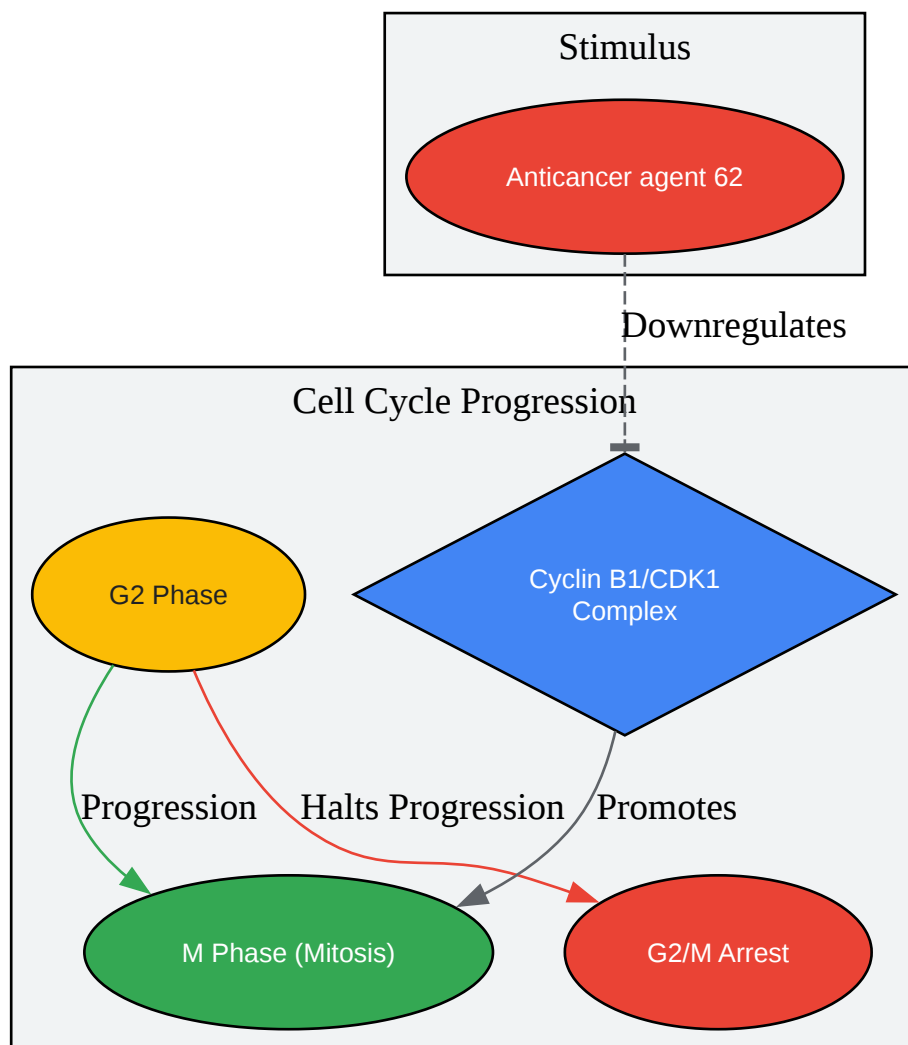 Stimulus
Anticancer agent 62
Downregulates
Cell Cycle Progression
G2 Phase
Cyclin B1/CDK1
Complex
Progression
Halts Progression
Promotes
M Phase (Mitosis)
G2/M Arrest